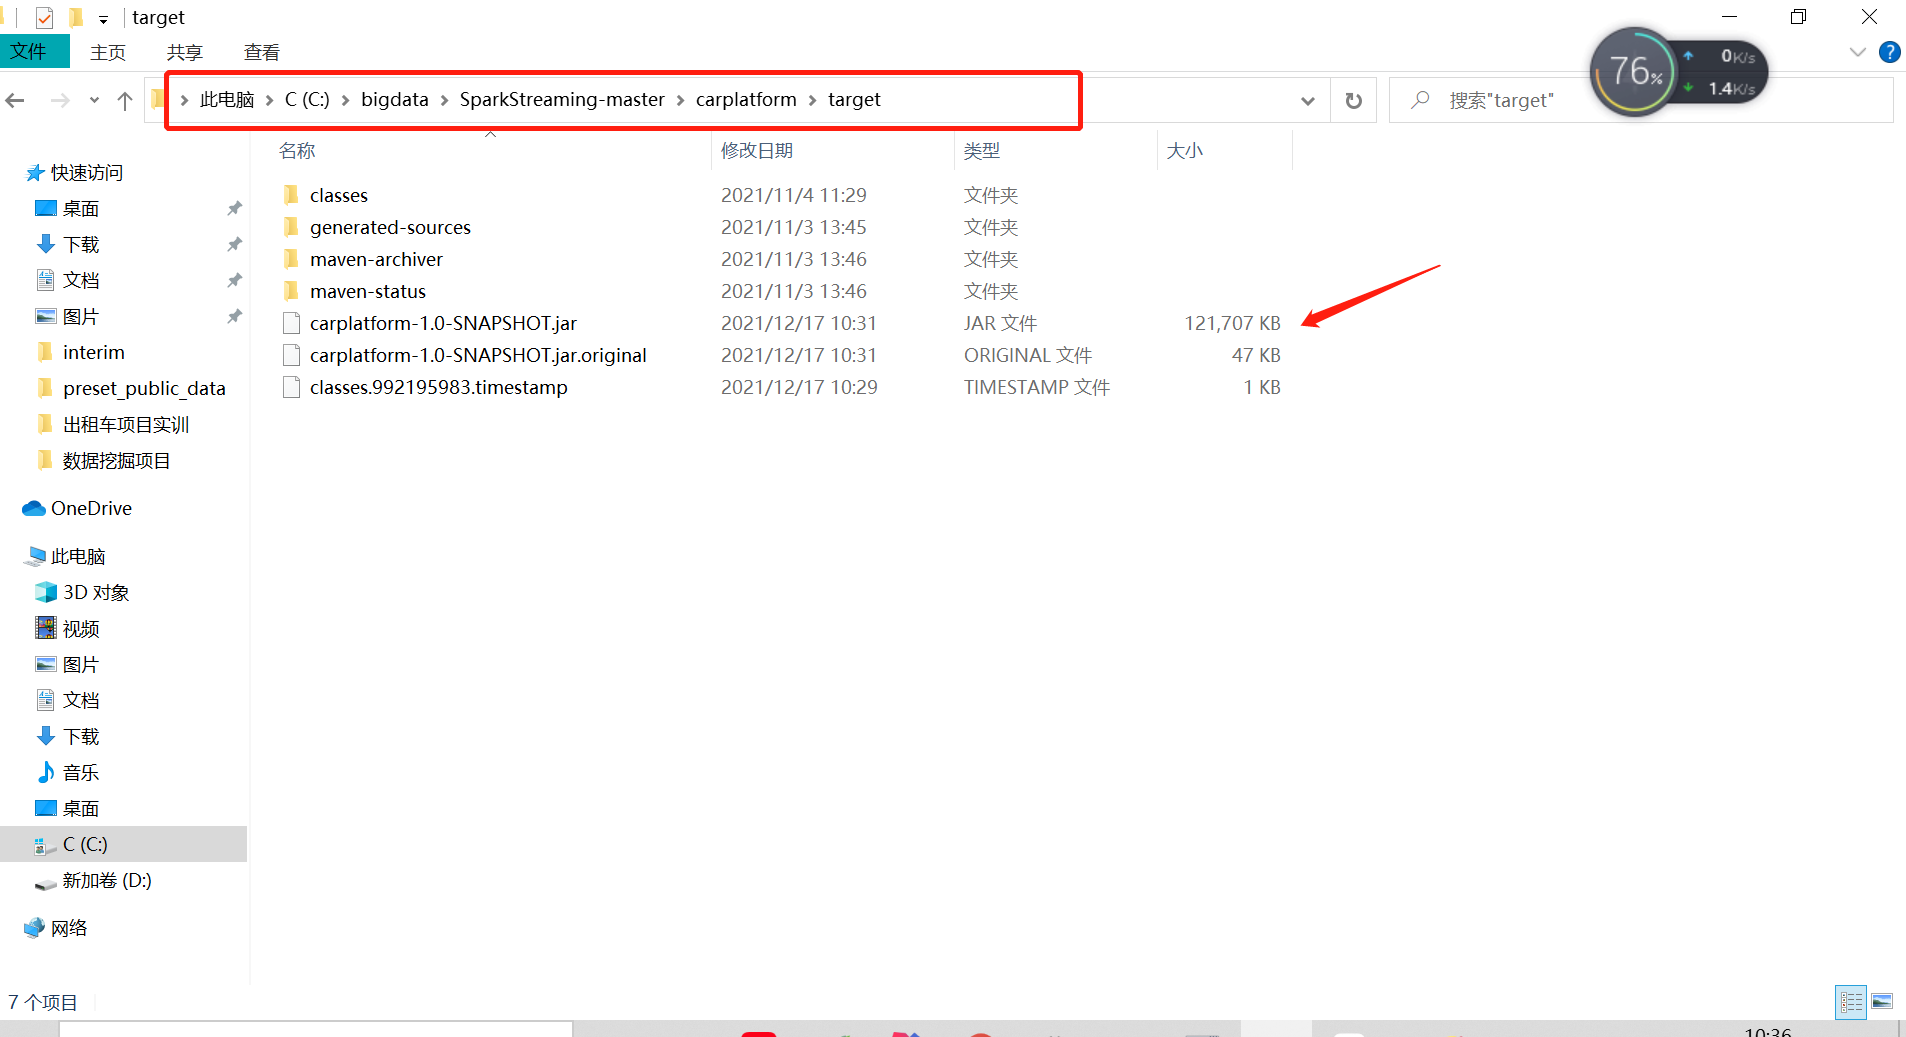 target
文件 主页 共享 查看
76% 0K/s
1.4K/s
此电脑 C (C:) bigdata SparkStreaming-master carplatform target
搜索"target"
名称 修改日期 类型 大小
classes 2021/11/4 11:29 文件夹
generated-sources 2021/11/3 13:45 文件夹
maven-archiver 2021/11/3 13:46 文件夹
maven-status 2021/11/3 13:46 文件夹
carplatform-1.0-SNAPSHOT.jar 2021/12/17 10:31 JAR 文件 121,707 KB
carplatform-1.0-SNAPSHOT.jar.original 2021/12/17 10:31 ORIGINAL 文件 47 KB
classes.992195983.timestamp 2021/12/17 10:29 TIMESTAMP 文件 1 KB
快速访问
桌面
下载
文档
图片
interim
preset_public_data
出租车项目实训
数据挖掘项目
OneDrive
此电脑
3D 对象
视频
图片
文档
下载
音乐
桌面
C (C:)
新加卷 (D:)
网络
7 个项目
10:36